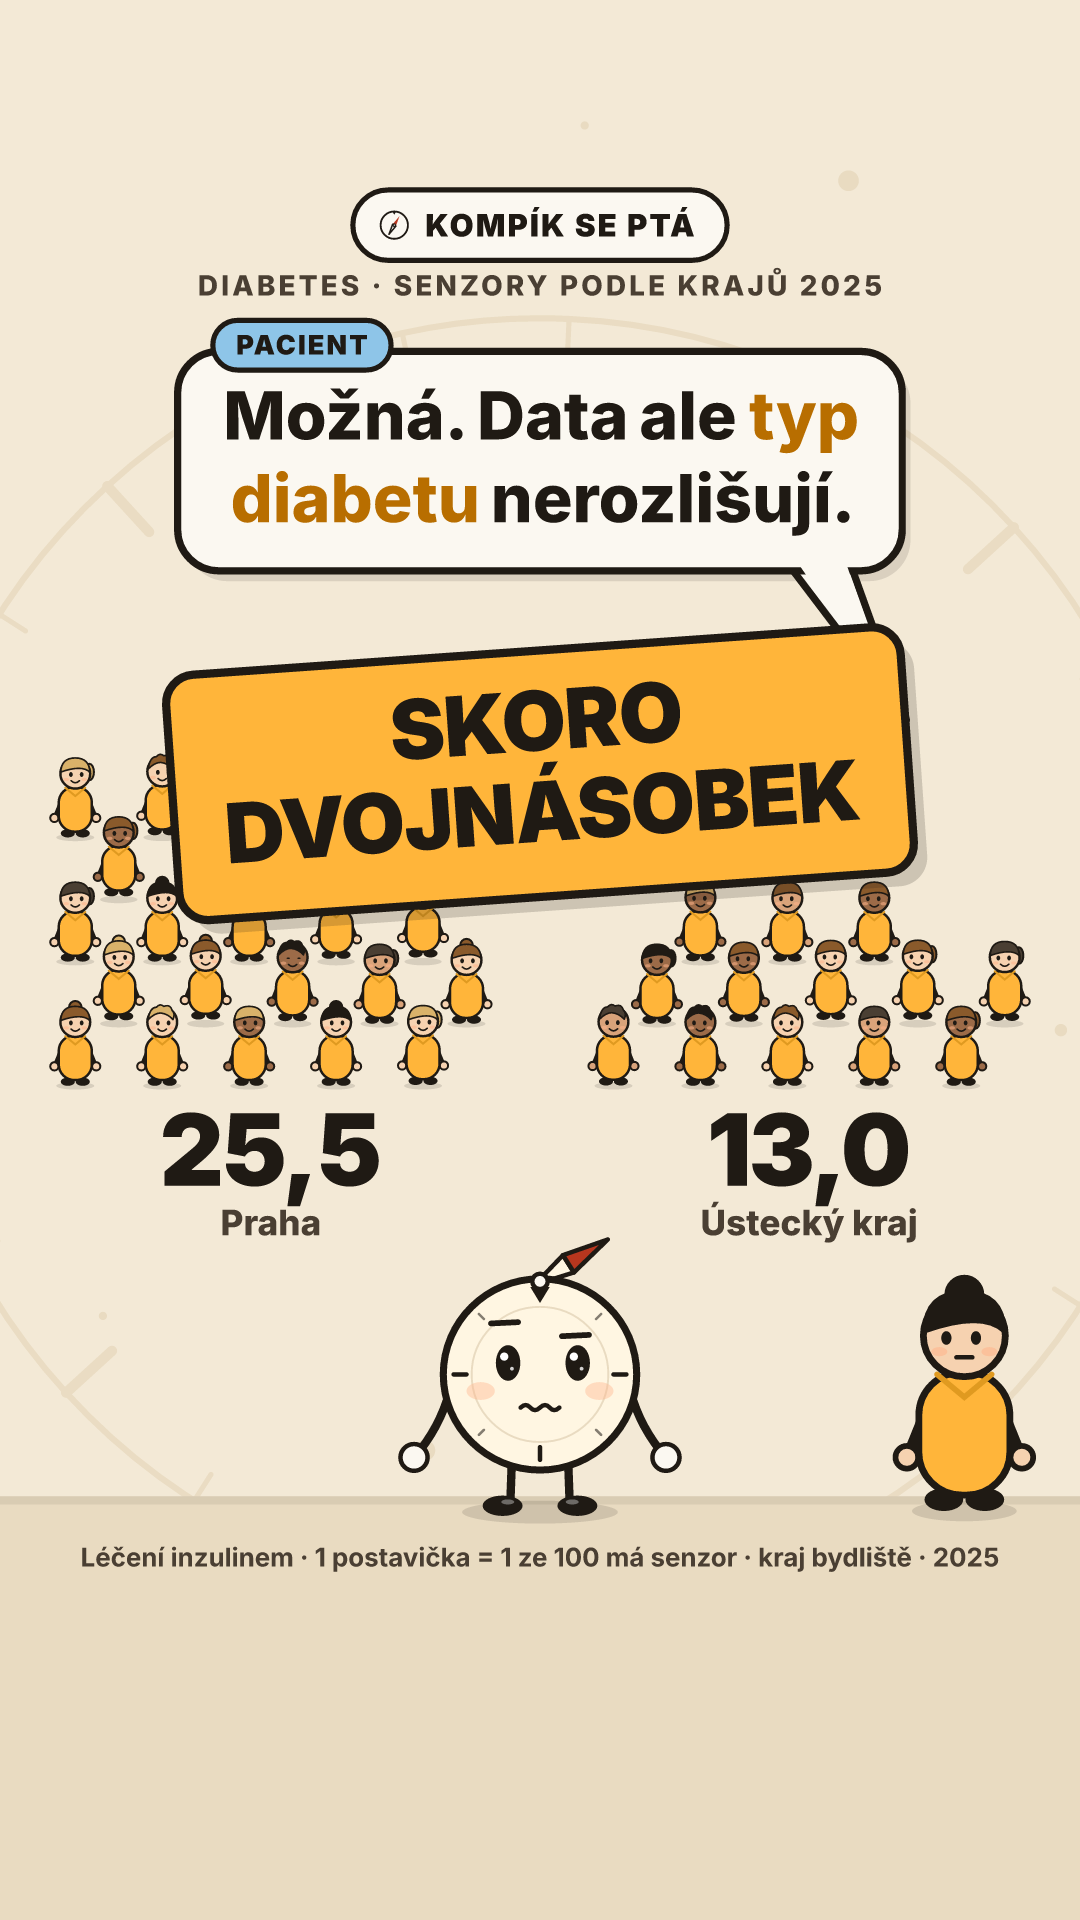 KOMPÍK SE PTÁ
DIABETES · SENZORY PODLE KRAJŮ 2025
PACIENT
Možná. Data ale typ
diabetu nerozlišují.
SKORO
DVOJNÁSOBEK
25,5
Praha
13,0
Ústecký kraj
Léčení inzulinem · 1 postavička = 1 ze 100 má senzor · kraj bydliště · 2025